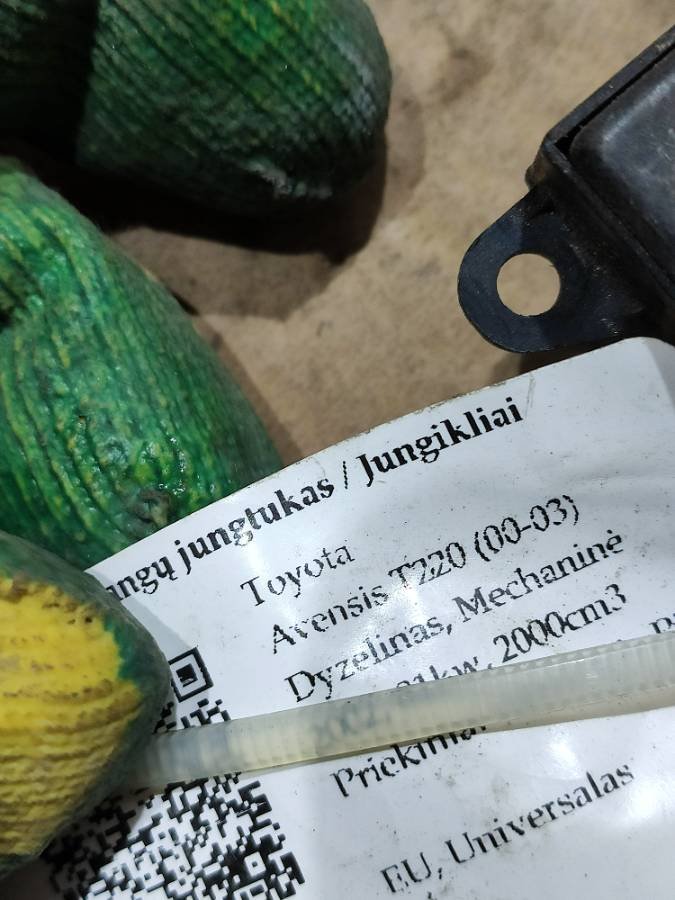 jungtukas / Jungikliai
Toyota
Avensis T220 (00-03)
Dyzelinas, Mechaninė
2000cm3
EU, Universalas